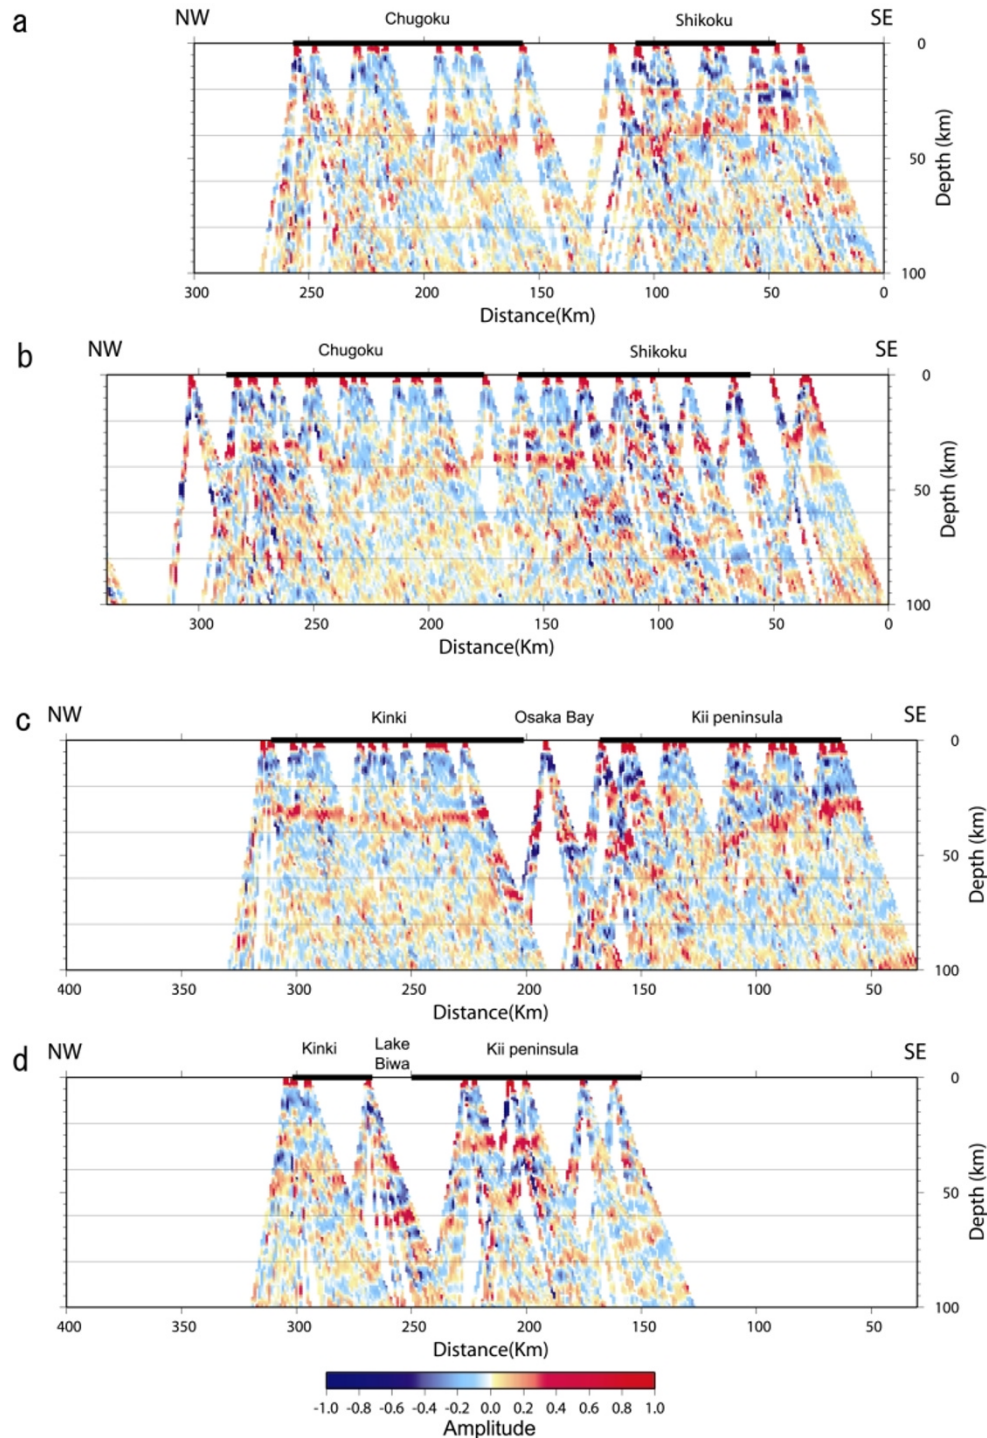 a
NW
Chugoku
Shikoku
SE
0
50
100
Depth (km)
300
250
200
150
100
50
0
Distance(Km)
b
NW
Chugoku
Shikoku
SE
0
50
100
Depth (km)
300
250
200
150
100
50
0
Distance(Km)
c
NW
Kinki
Osaka Bay
Kii peninsula
SE
0
50
100
Depth (km)
400
350
300
250
200
150
100
50
Distance(Km)
d
NW
Kinki
Lake
Biwa
Kii peninsula
SE
0
50
100
Depth (km)
400
350
300
250
200
150
100
50
Distance(Km)
-1.0 -0.8 -0.6 -0.4 -0.2 0.0 0.2 0.4 0.6 0.8 1.0
Amplitude